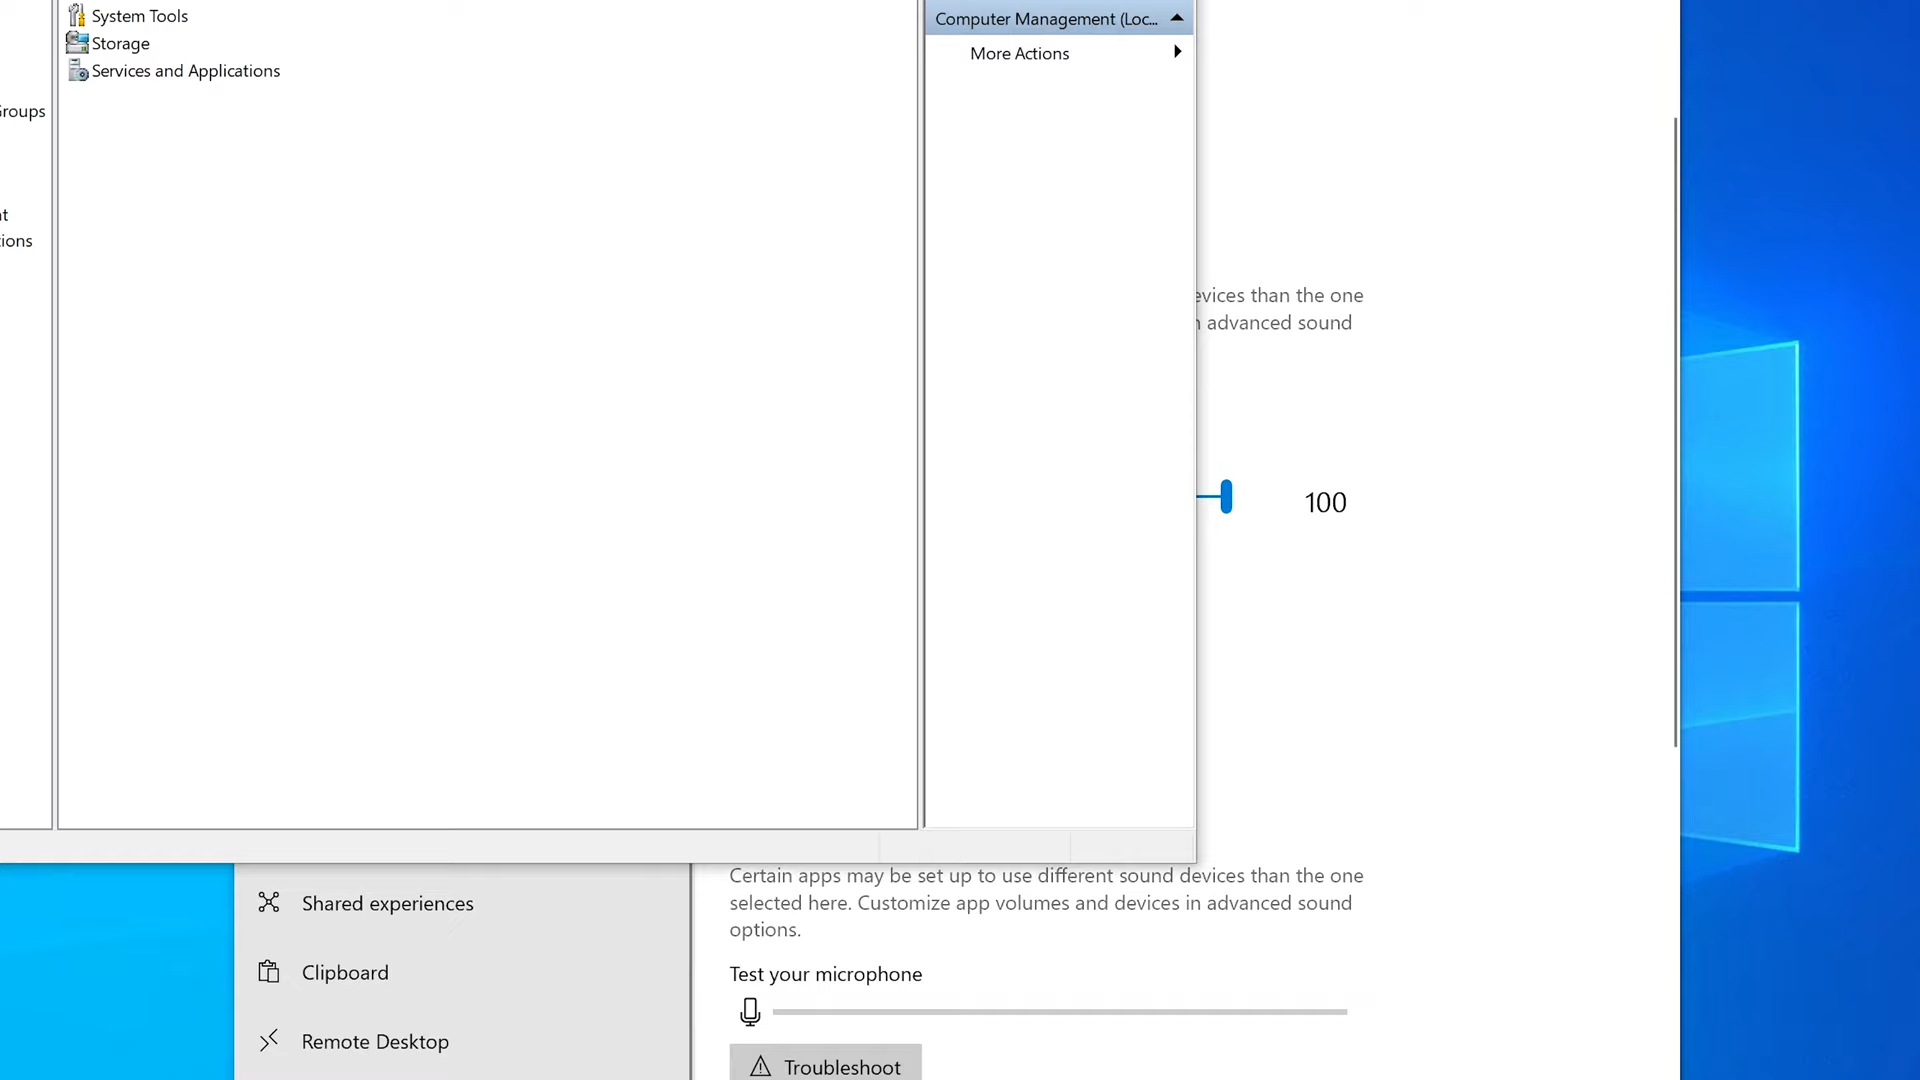 System Tools
Storage
Services and Applications
Computer Management (Loc...
More Actions
evices than the one
advanced sound
100
Shared experiences
Clipboard
Remote Desktop
Certain apps may be set up to use different sound devices than the one
selected here. Customize app volumes and devices in advanced sound
options.
Test your microphone
Troubleshoot